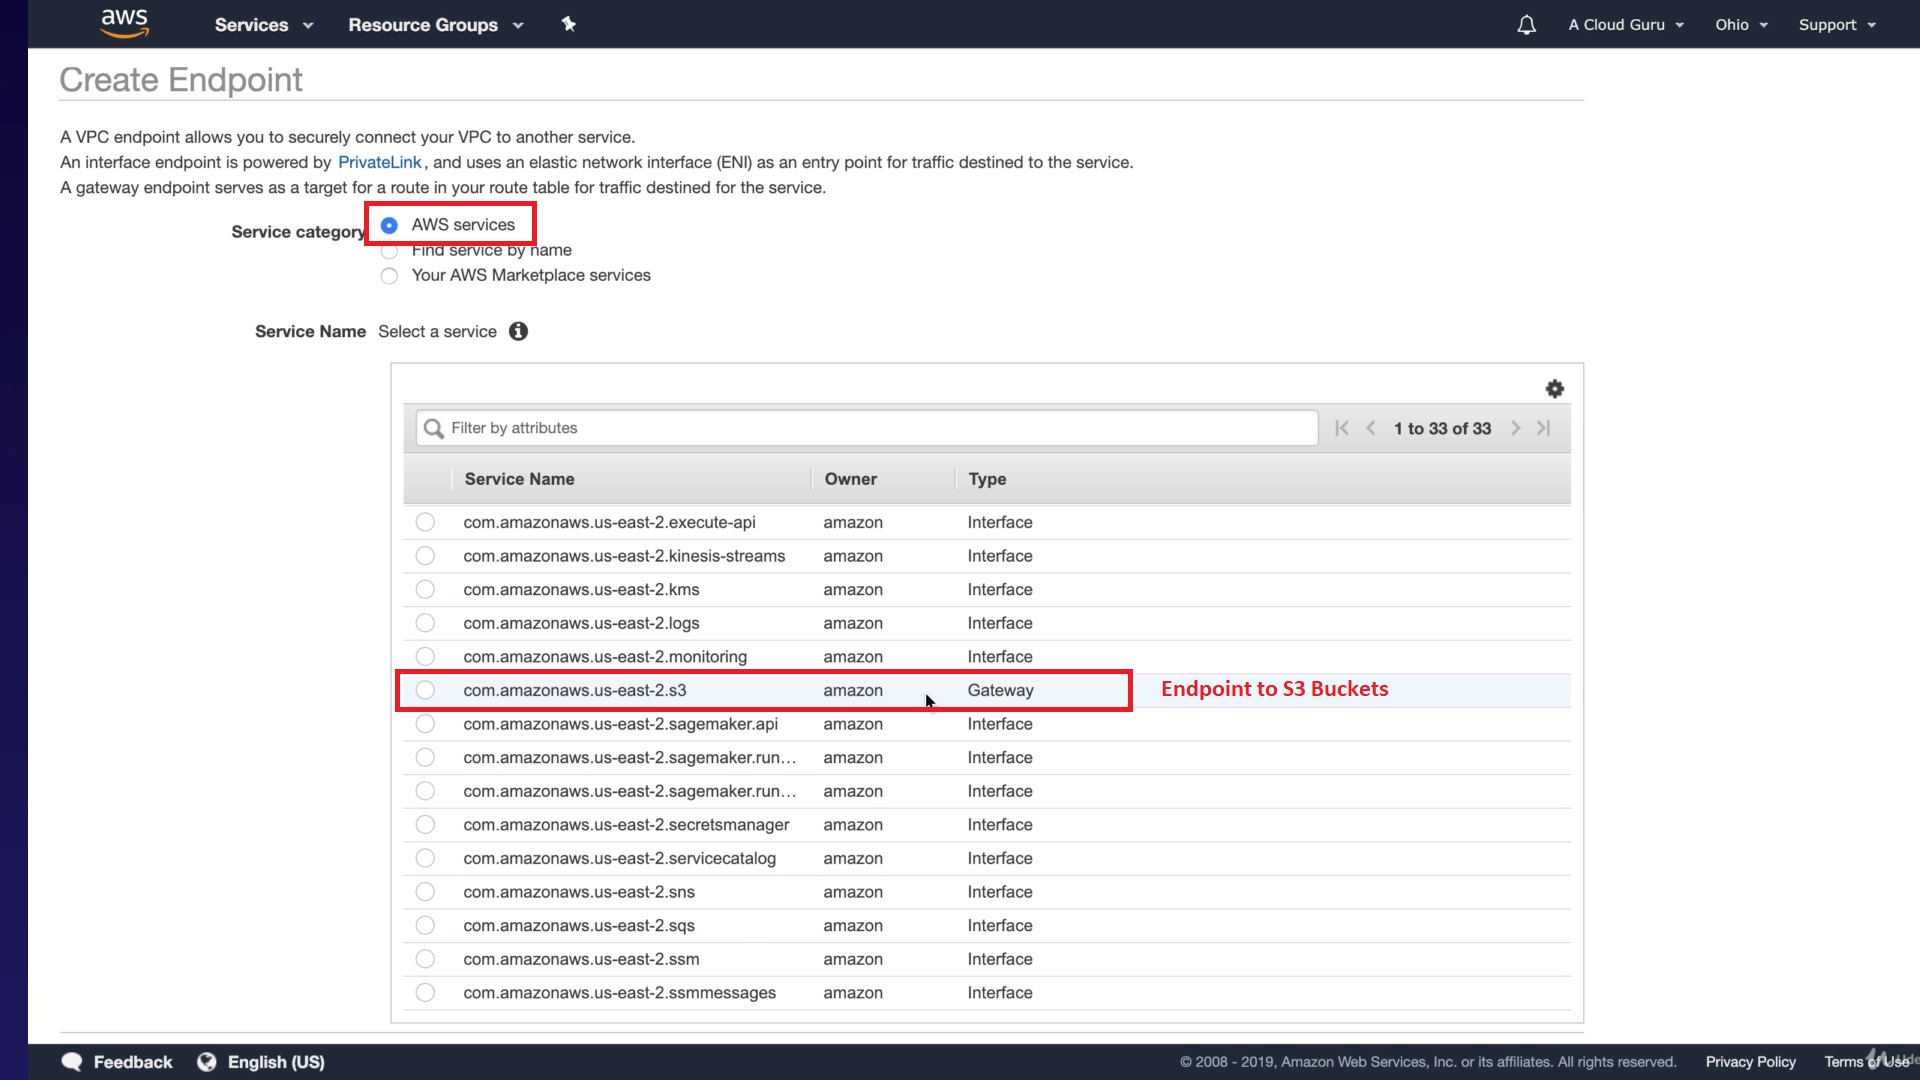 aws Services Resource Groups A Cloud Guru Ohio Support
Create Endpoint
A VPC endpoint allows you to securely connect your VPC to another service.
An interface endpoint is powered by PrivateLink, and uses an elastic network interface (ENI) as an entry point for traffic destined to the service.
A gateway endpoint serves as a target for a route in your route table for traffic destined for the service.
Service category AWS services
Find service by name
Your AWS Marketplace services
Service Name Select a service
Filter by attributes 1 to 33 of 33
Service Name Owner Type
com.amazonaws.us-east-2.execute-api amazon Interface
com.amazonaws.us-east-2.kinesis-streams amazon Interface
com.amazonaws.us-east-2.kms amazon Interface
com.amazonaws.us-east-2.logs amazon Interface
com.amazonaws.us-east-2.monitoring amazon Interface
com.amazonaws.us-east-2.s3 amazon Gateway Endpoint to S3 Buckets
com.amazonaws.us-east-2.sagemaker.api amazon Interface
com.amazonaws.us-east-2.sagemaker.run... amazon Interface
com.amazonaws.us-east-2.sagemaker.run... amazon Interface
com.amazonaws.us-east-2.secretsmanager amazon Interface
com.amazonaws.us-east-2.servicecatalog amazon Interface
com.amazonaws.us-east-2.sns amazon Interface
com.amazonaws.us-east-2.sqs amazon Interface
com.amazonaws.us-east-2.ssm amazon Interface
com.amazonaws.us-east-2.ssmmessages amazon Interface
Feedback English (US) © 2008 - 2019, Amazon Web Services, Inc. or its affiliates. All rights reserved. Privacy Policy Terms of Use